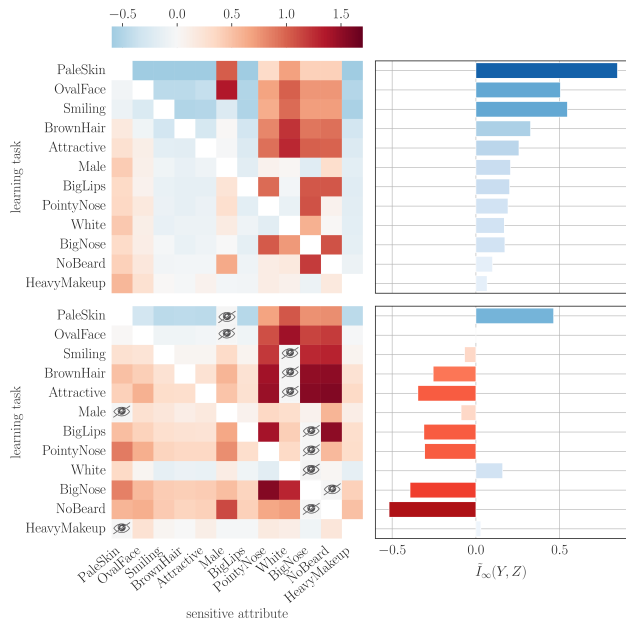 −0.5 0.0 0.5 1.0 1.5
learning task
PaleSkin
OvalFace
Smiling
BrownHair
Attractive
Male
BigLips
PointyNose
White
BigNose
NoBeard
HeavyMakeup
learning task
PaleSkin
OvalFace
Smiling
BrownHair
Attractive
Male
BigLips
PointyNose
White
BigNose
NoBeard
HeavyMakeup
PaleSkin
OvalFace
Smiling
BrownHair
Attractive
Male
BigLips
PointyNose
White
BigNose
NoBeard
HeavyMakeup
sensitive attribute
−0.5 0.0 0.5
Ĩ∞(Y, Z)